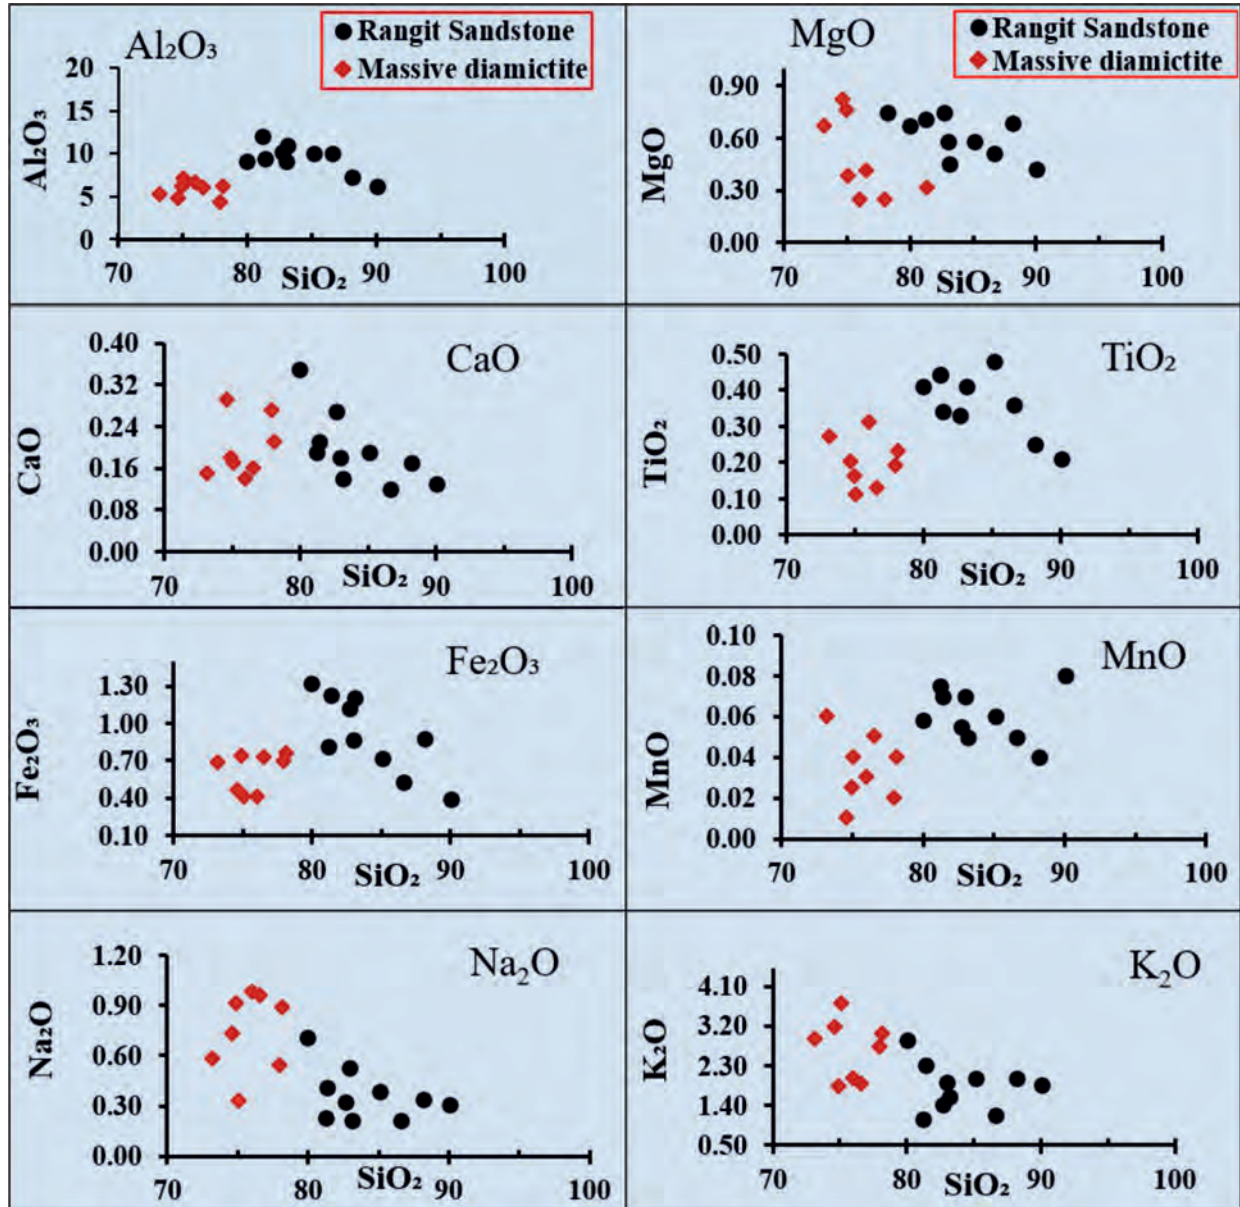 Al₂O₃
Rangit Sandstone
Massive diamictite
Al₂O₃
20
15
10
5
0
70
80
90
100
SiO₂
MgO
Rangit Sandstone
Massive diamictite
MgO
0.90
0.60
0.30
0.00
70
80
90
100
SiO₂
CaO
CaO
0.40
0.32
0.24
0.16
0.08
0.00
70
80
90
100
SiO₂
TiO₂
TiO₂
0.50
0.40
0.30
0.20
0.10
0.00
70
80
90
100
SiO₂
Fe₂O₃
Fe₂O₃
1.30
1.00
0.70
0.40
0.10
70
80
90
100
SiO₂
MnO
MnO
0.10
0.08
0.06
0.04
0.02
0.00
70
80
90
100
SiO₂
Na₂O
Na₂O
1.20
0.90
0.60
0.30
0.00
70
80
90
100
SiO₂
K₂O
K₂O
4.10
3.20
2.30
1.40
0.50
70
80
90
100
SiO₂